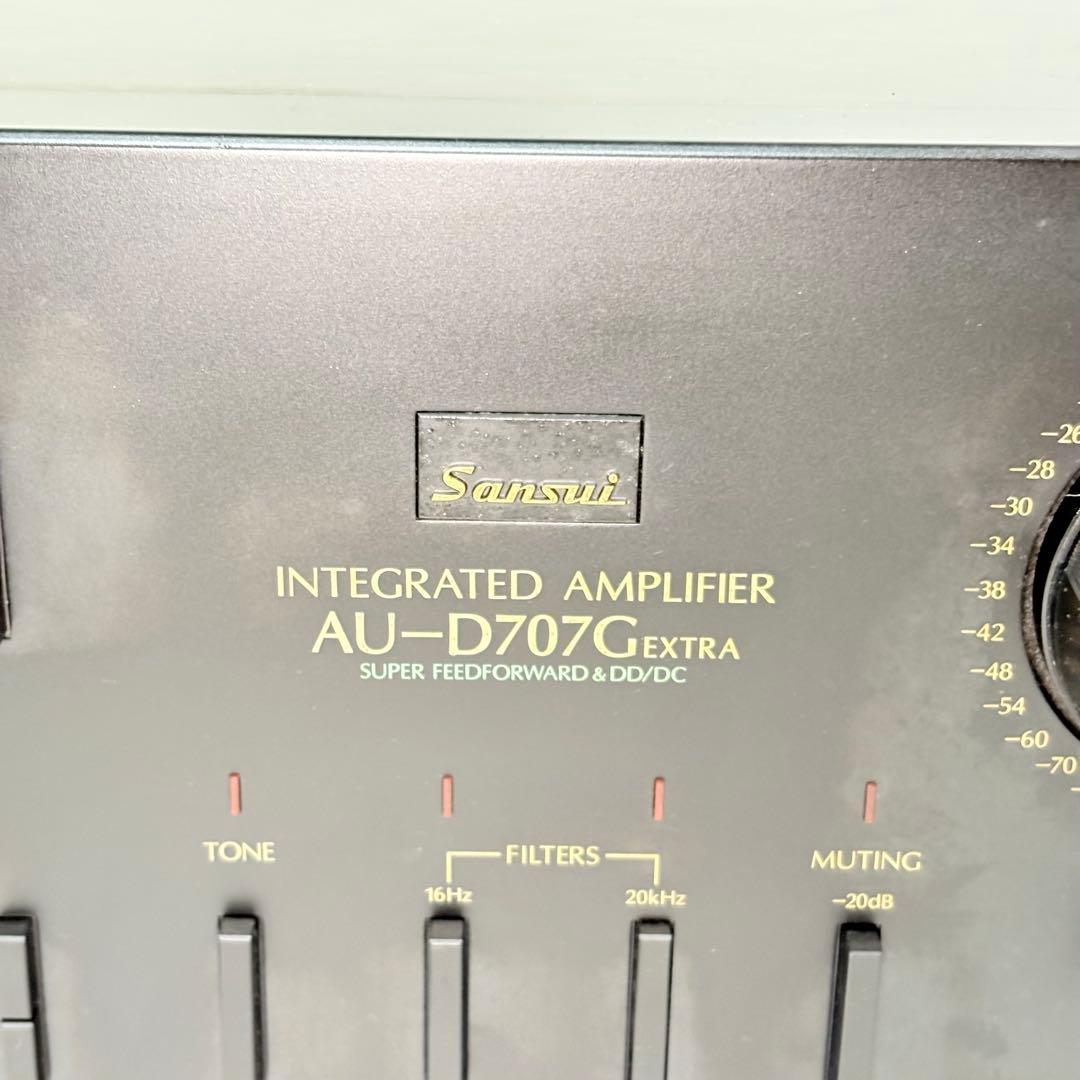 Sansui
INTEGRATED AMPLIFIER
AU–D707G EXTRA
SUPER FEEDFORWARD & DD/DC
–26
–28
–30
–34
–38
–42
–48
–54
–60
–70
TONE
FILTERS
MUTING
16Hz
20kHz
–20dB